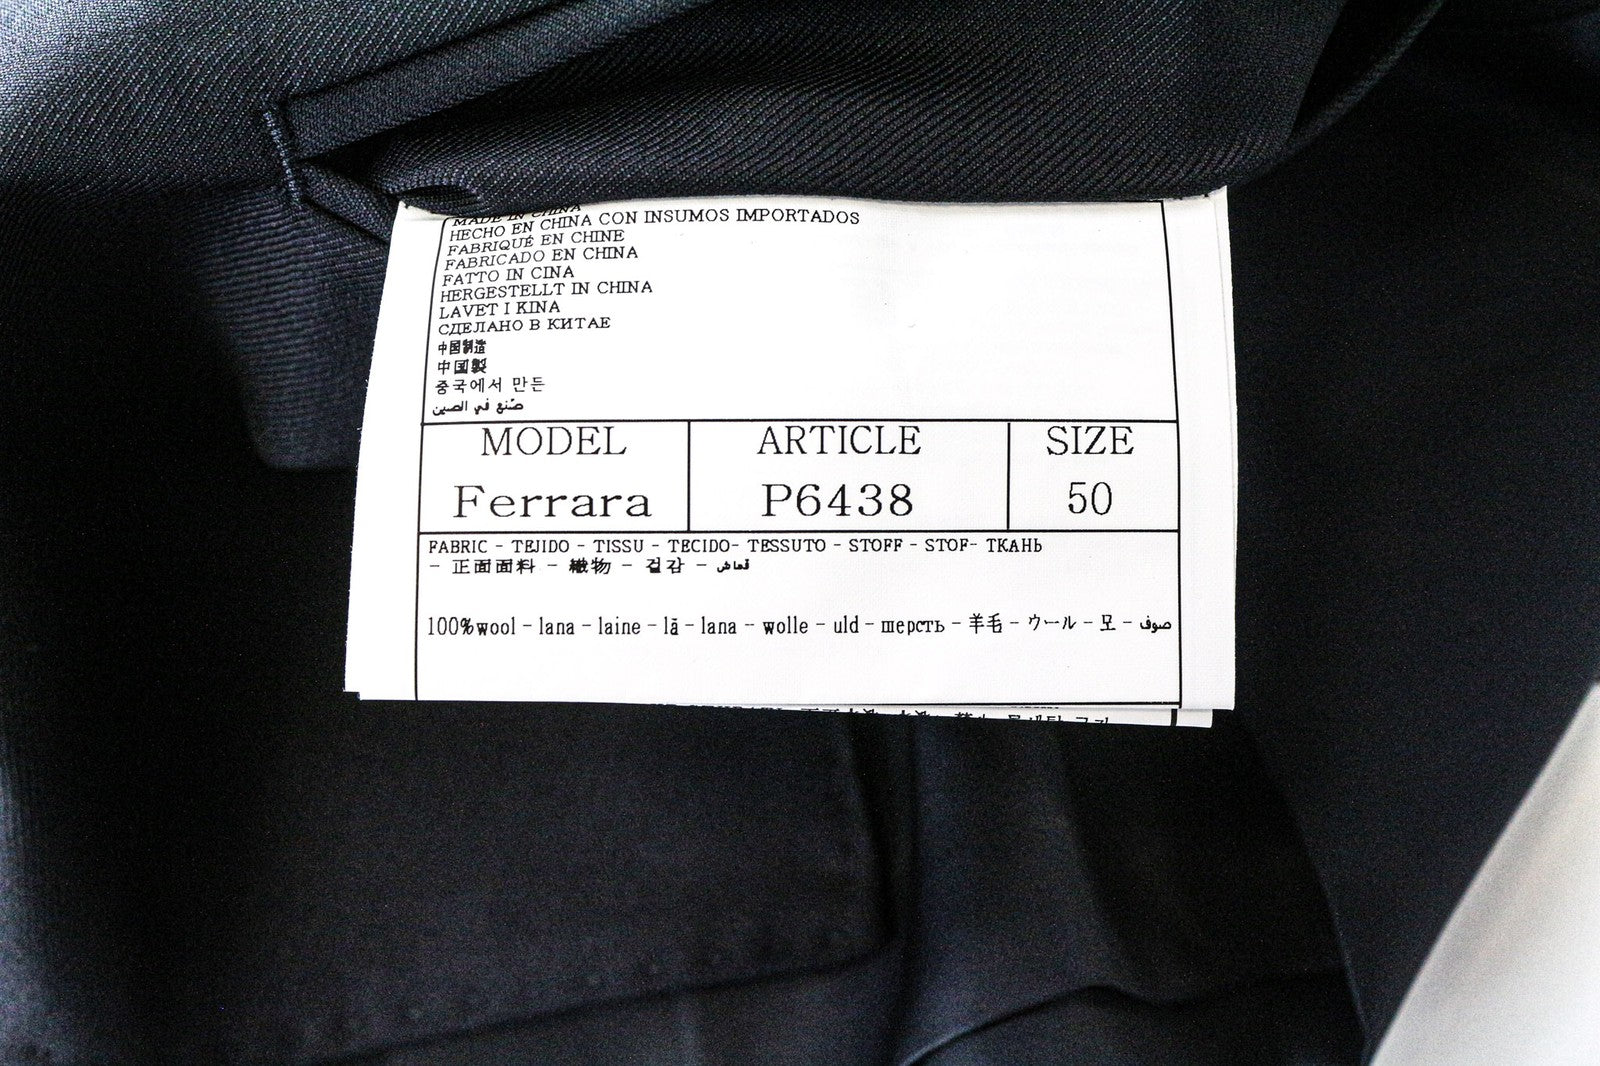 MADE IN CHINA
HECHO EN CHINA CON INSUMOS IMPORTADOS
FABRIQUÉ EN CHINE
FABRICADO EN CHINA
FATTO IN CINA
HERGESTELLT IN CHINA
LAVET I KINA
СДЕЛАНО В КИТАЕ
中国制造
中国製
중국에서 만든
صنع في الصين
MODEL ARTICLE SIZE
Ferrara P6438 50
FABRIC - TEJIDO - TISSU - TECIDO- TESSUTO - STOFF - STOF- ТКАНЬ
- 正面面料 - 織物 - 겉감 - قماش
100%wool - lana - laine - lã - lana - wolle - uld - шерсть - 羊毛 - ウール - 모 - صوف